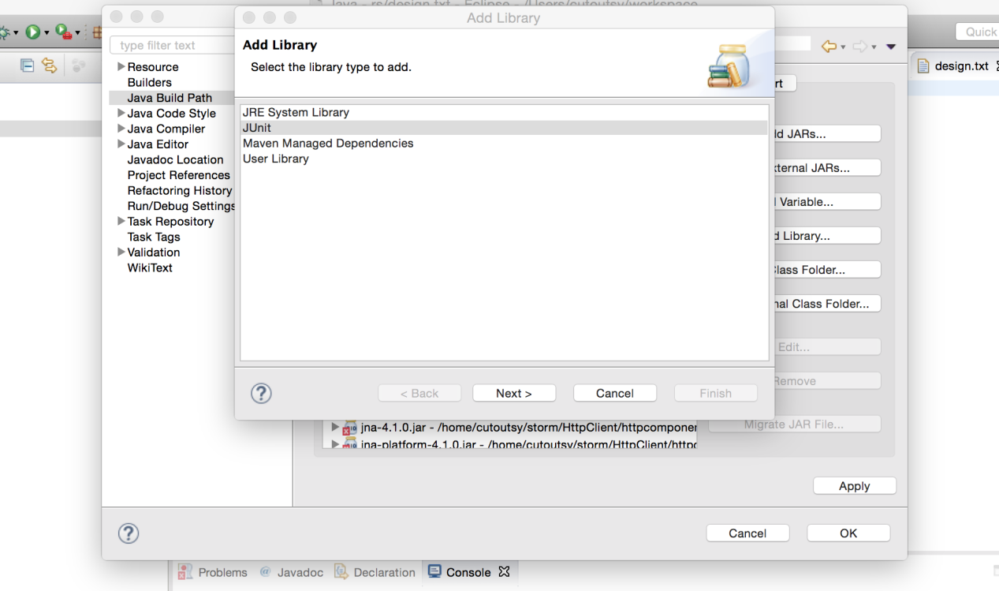 Java - rs/design.txt - Eclipse - /Users/cutoutsy/workspace
Add Library
Quick
type filter text
Add Library
Select the library type to add.
design.txt
Resource
Builders
Java Build Path
Java Code Style
Java Compiler
Java Editor
Javadoc Location
Project References
Refactoring History
Run/Debug Settings
Task Repository
Task Tags
Validation
WikiText
JRE System Library
JUnit
Maven Managed Dependencies
User Library
rt
ld JARs...
xternal JARs...
l Variable...
d Library...
Class Folder...
nal Class Folder...
Edit...
Remove
Migrate JAR File...
< Back
Next >
Cancel
Finish
jna-4.1.0.jar - /home/cutoutsy/storm/HttpClient/httpcomponen
jna-platform-4.1.0.jar - /home/cutoutsy/storm/HttpClient/httpc
Apply
Cancel
OK
Problems
@ Javadoc
Declaration
Console